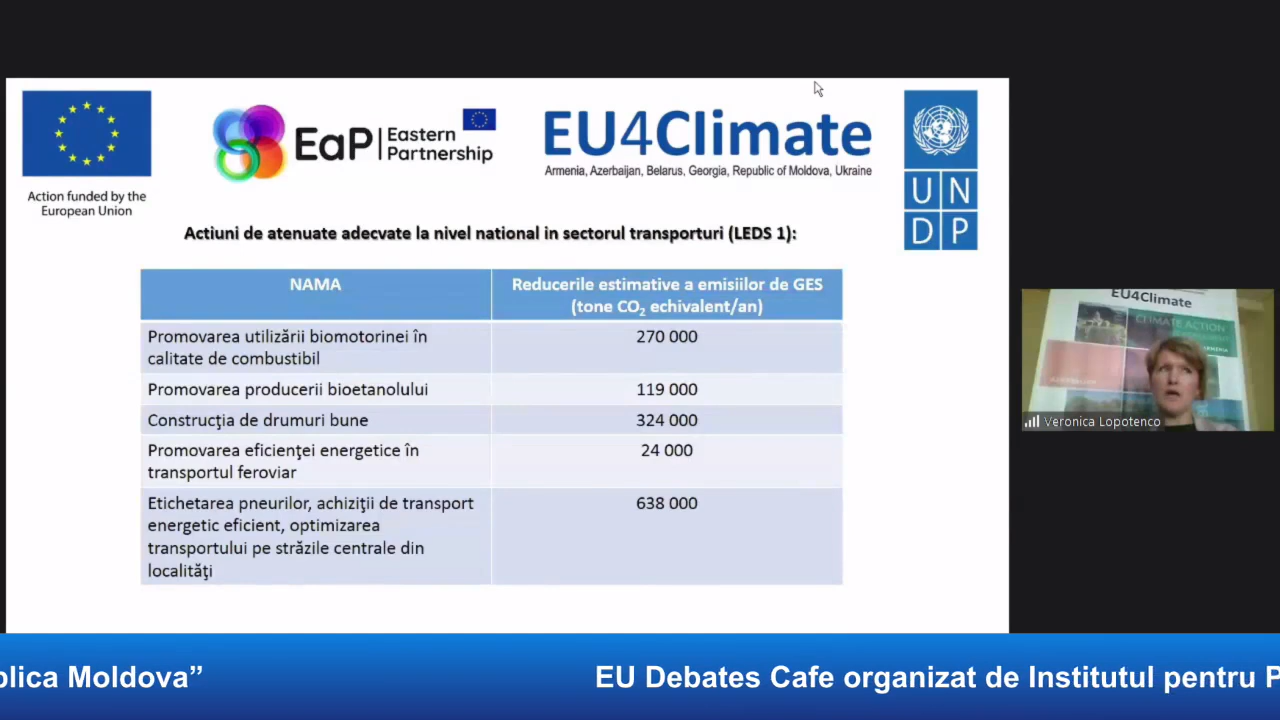 Action funded by the
European Union
EaP
Eastern
Partnership
EU4Climate
Armenia, Azerbaijan, Belarus, Georgia, Republic of Moldova, Ukraine
U N
D P
Actiuni de atenuate adecvate la nivel national in sectorul transporturi (LEDS 1):
NAMA
Reducerile estimative a emisiilor de GES
(tone CO₂ echivalent/an)
Promovarea utilizării biomotorinei în
calitate de combustibil
270 000
Promovarea producerii bioetanolului
119 000
Construcţia de drumuri bune
324 000
Promovarea eficienţei energetice în
transportul feroviar
24 000
Etichetarea pneurilor, achiziţii de transport
energetic eficient, optimizarea
transportului pe străzile centrale din
localităţi
638 000
EU4Climate
CLIMATE ACTION
ARMENIA
Veronica Lopotenco
blica Moldova”
EU Debates Cafe organizat de Institutul pentru P